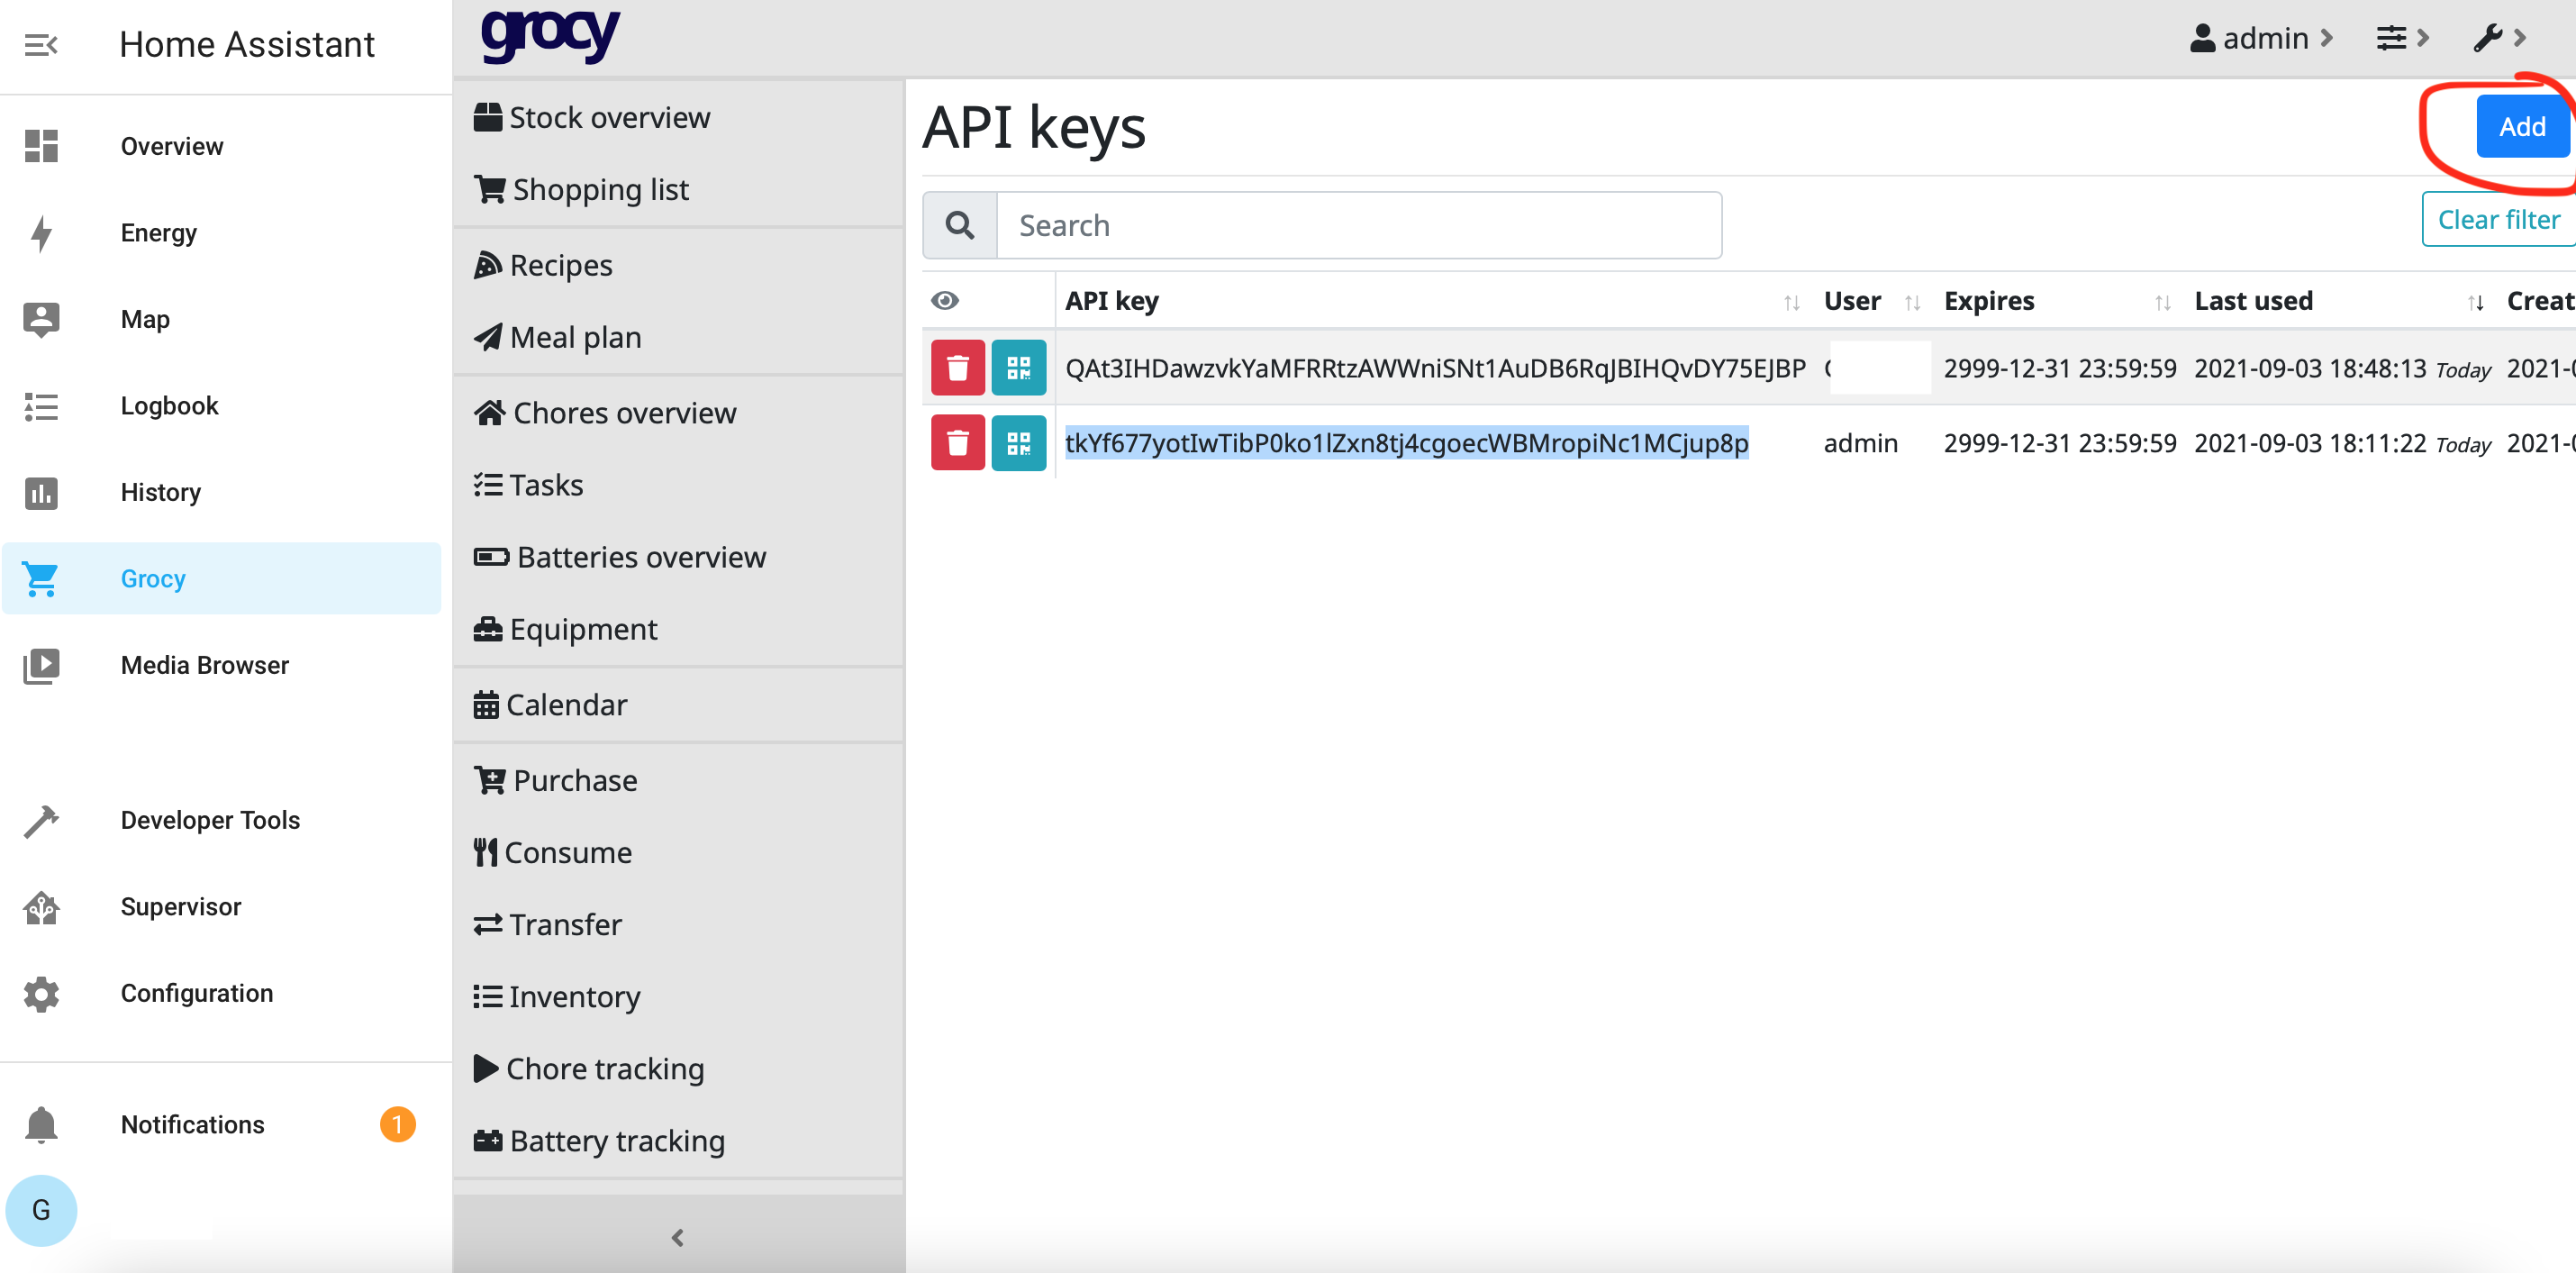 Home Assistant
Overview
Energy
Map
Logbook
History
Grocy
Media Browser
Developer Tools
Supervisor
Configuration
Notifications 1
G
grocy
admin
Stock overview
Shopping list
Recipes
Meal plan
Chores overview
Tasks
Batteries overview
Equipment
Calendar
Purchase
Consume
Transfer
Inventory
Chore tracking
Battery tracking
API keys
Add
Search
Clear filter
API key User Expires Last used Creat
QAt3IHDawzvkYaMFRRtzAWWniSNt1AuDB6RqJBIHQvDY75EJBP 2999-12-31 23:59:59 2021-09-03 18:48:13 Today 2021-0
tkYf677yotIwTibP0ko1lZxn8tj4cgoecWBMropiNc1MCjup8p admin 2999-12-31 23:59:59 2021-09-03 18:11:22 Today 2021-0